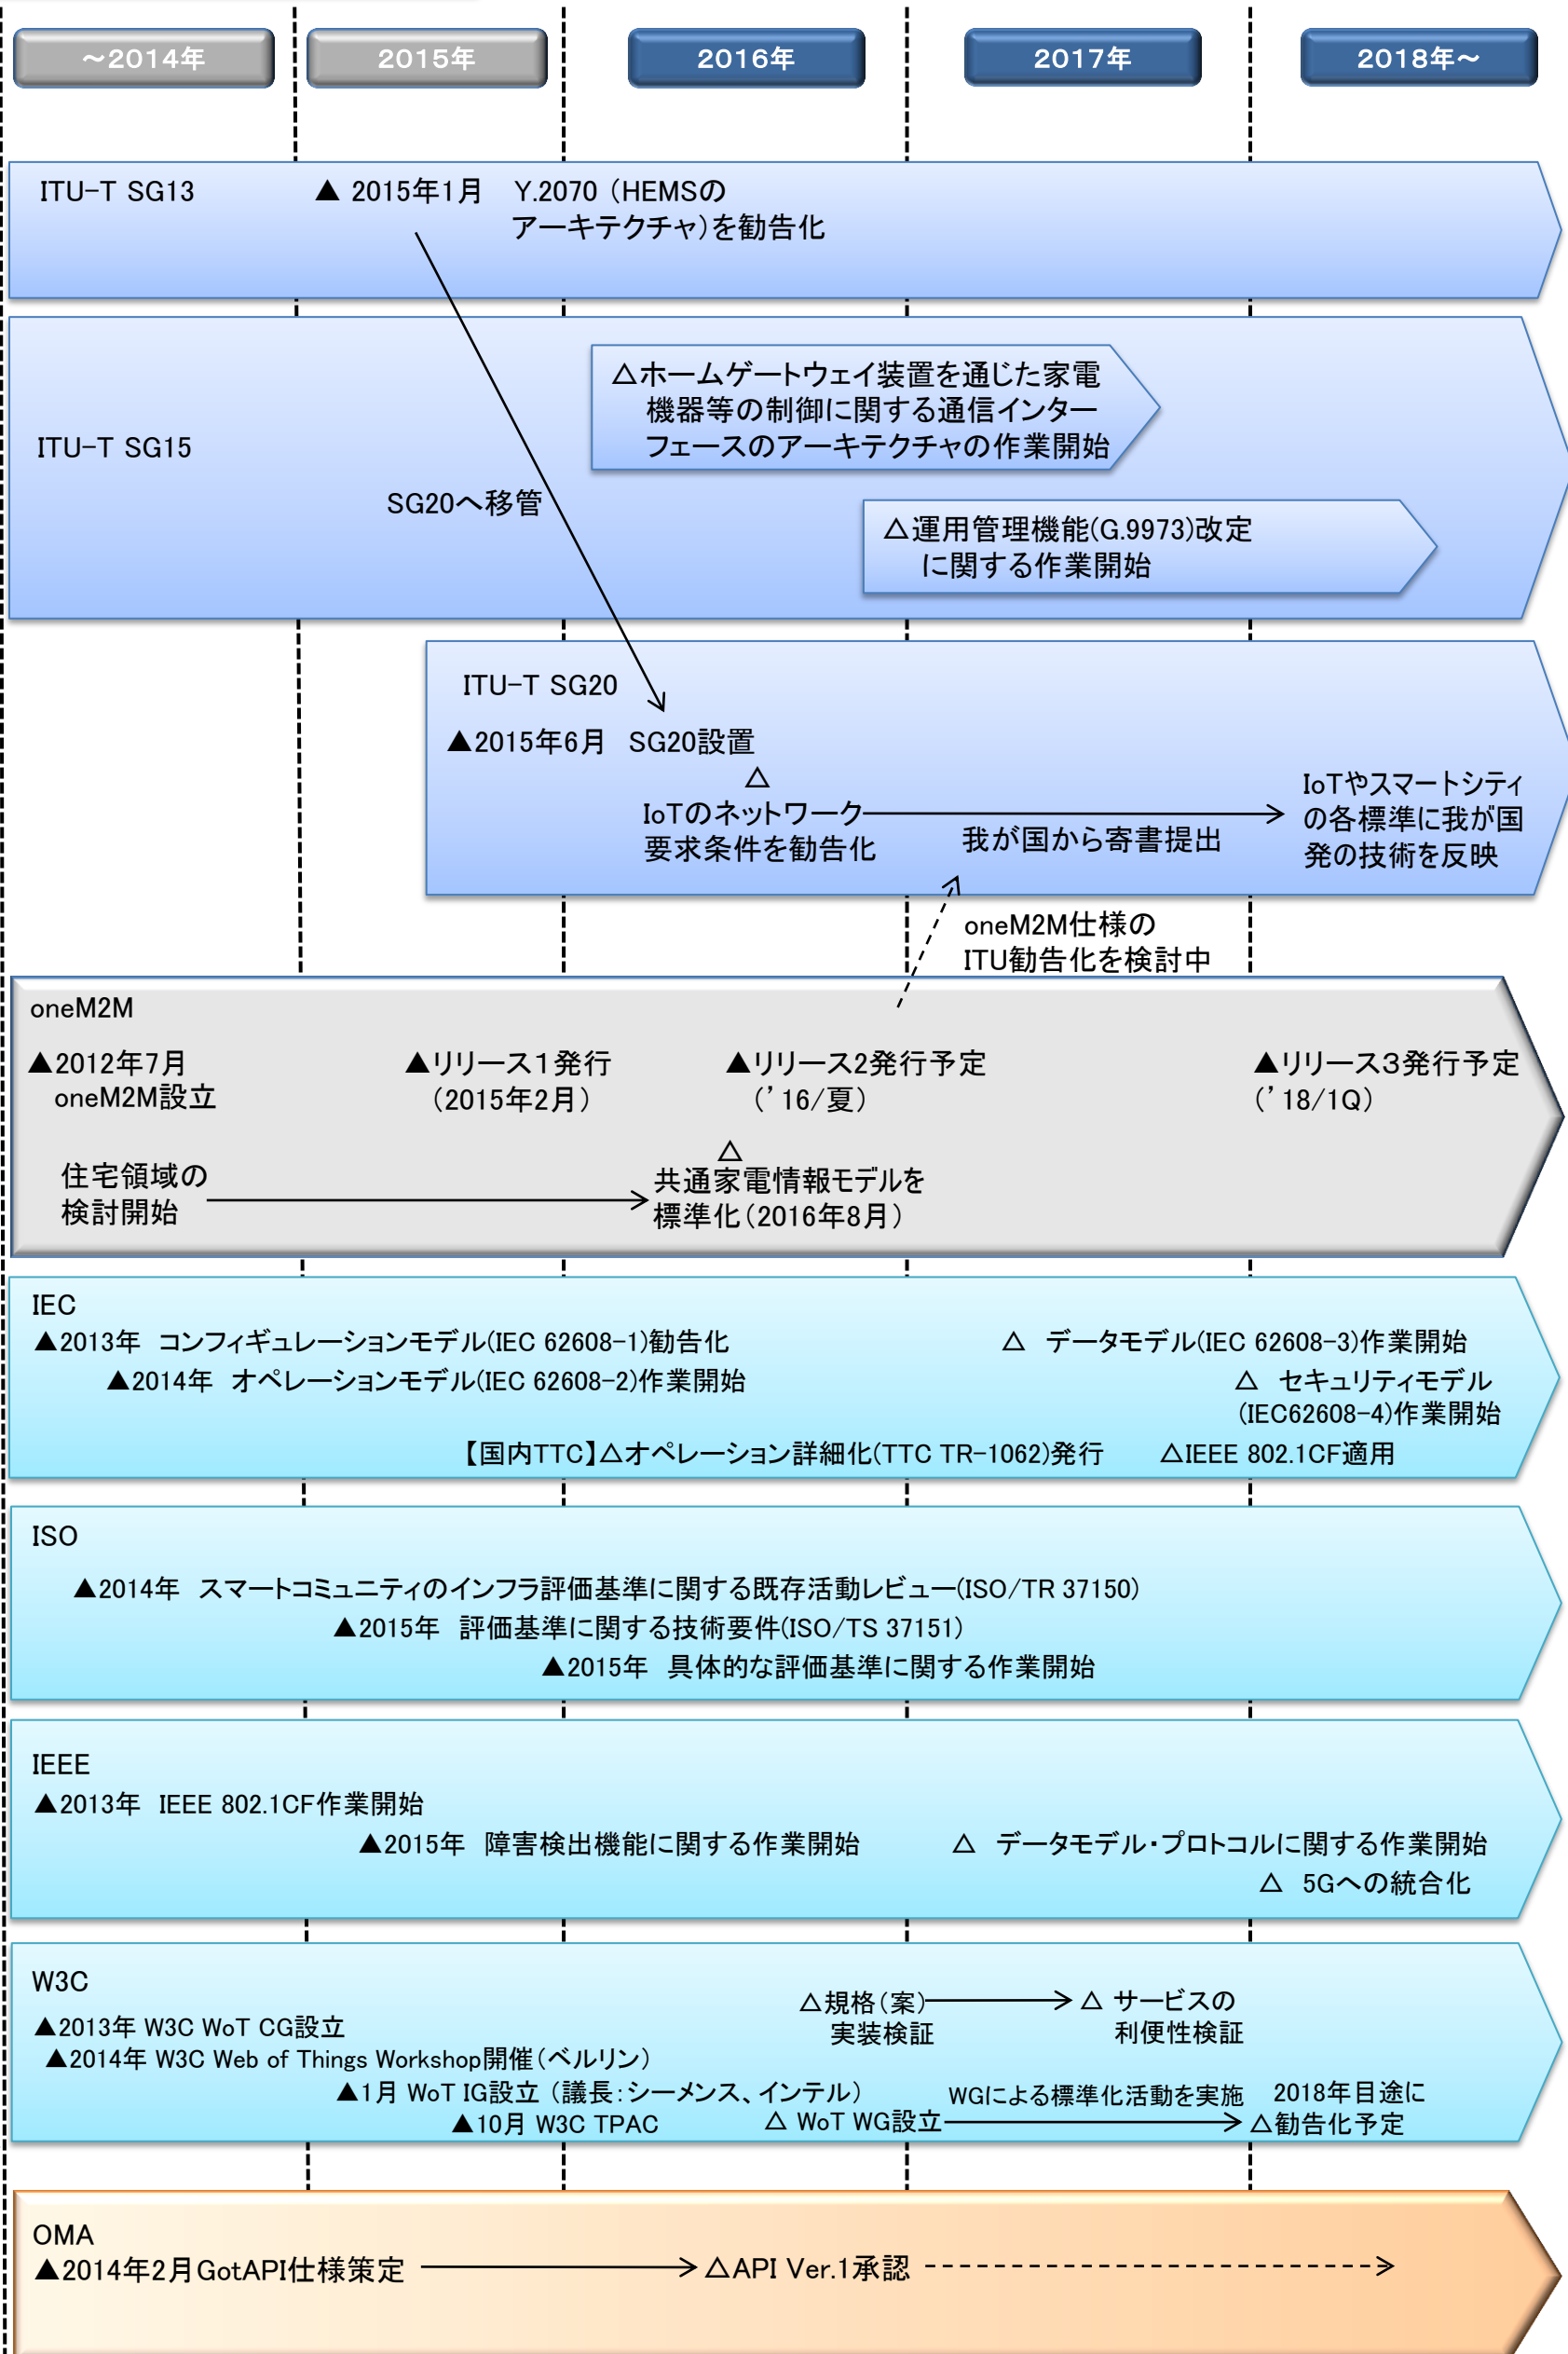 ～2014年
2015年
2016年
2017年
2018年～
ITU-T SG13
▲ 2015年1月　Y.2070（HEMSの
アーキテクチャ）を勧告化
ITU-T SG15
△ホームゲートウェイ装置を通じた家電
機器等の制御に関する通信インター
フェースのアーキテクチャの作業開始
SG20へ移管
△運用管理機能(G.9973)改定
に関する作業開始
ITU-T SG20
▲2015年6月　SG20設置
△
IoTのネットワーク
要求条件を勧告化
我が国から寄書提出
IoTやスマートシティ
の各標準に我が国
発の技術を反映
oneM2M仕様の
ITU勧告化を検討中
oneM2M
▲2012年7月
oneM2M設立
▲リリース１発行
（2015年2月）
▲リリース2発行予定
（’16/夏）
▲リリース３発行予定
（’18/1Q）
住宅領域の
検討開始
△
共通家電情報モデルを
標準化（2016年8月）
IEC
▲2013年　コンフィギュレーションモデル(IEC 62608-1)勧告化
△　データモデル(IEC 62608-3)作業開始
▲2014年　オペレーションモデル(IEC 62608-2)作業開始
△　セキュリティモデル
(IEC62608-4)作業開始
【国内TTC】△オペレーション詳細化(TTC TR-1062)発行
△IEEE 802.1CF適用
ISO
▲2014年　スマートコミュニティのインフラ評価基準に関する既存活動レビュー(ISO/TR 37150)
▲2015年　評価基準に関する技術要件(ISO/TS 37151)
▲2015年　具体的な評価基準に関する作業開始
IEEE
▲2013年　IEEE 802.1CF作業開始
▲2015年　障害検出機能に関する作業開始
△　データモデル・プロトコルに関する作業開始
△　5Gへの統合化
W3C
△規格（案）
実装検証
△ サービスの
利便性検証
▲2013年 W3C WoT CG設立
▲2014年 W3C Web of Things Workshop開催（ベルリン）
▲1月 WoT IG設立 （議長：シーメンス、インテル）
WGによる標準化活動を実施
2018年目途に
▲10月 W3C TPAC
△ WoT WG設立
△勧告化予定
OMA
▲2014年2月GotAPI仕様策定
△API Ver.1承認